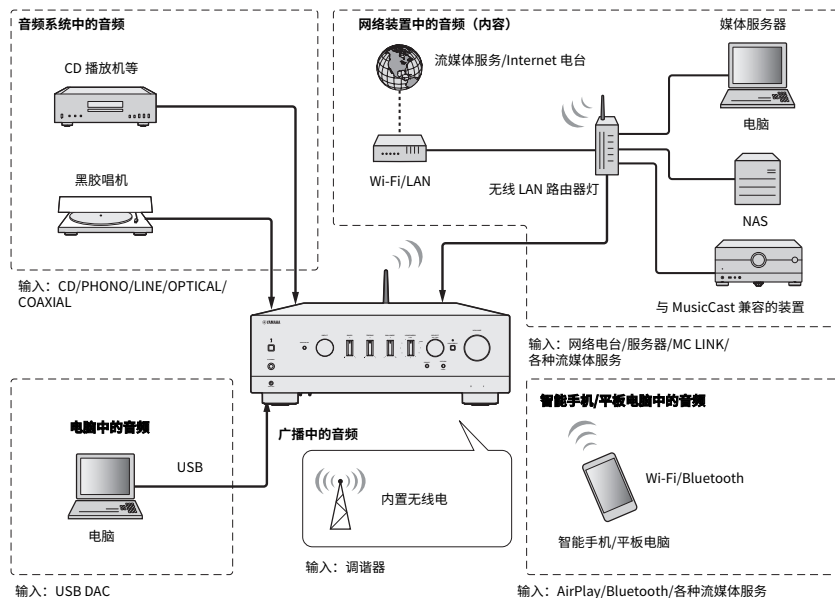 音频系统中的音频
CD 播放机等
黑胶唱机
输入：CD/PHONO/LINE/OPTICAL/
COAXIAL
网络装置中的音频（内容）
流媒体服务/Internet 电台
Wi-Fi/LAN
无线 LAN 路由器灯
媒体服务器
电脑
NAS
与 MusicCast 兼容的装置
输入：网络电台/服务器/MC LINK/
各种流媒体服务
YAMAHA
电脑中的音频
USB
电脑
输入：USB DAC
广播中的音频
内置无线电
输入：调谐器
智能手机/平板电脑中的音频
Wi-Fi/Bluetooth
智能手机/平板电脑
输入：AirPlay/Bluetooth/各种流媒体服务